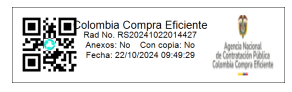 Colombia Compra Eficiente
Rad No. RS20241022014427
Anexos: No Con copia: No
Fecha: 22/10/2024 09:49:29
Agencia Nacional
de Contratación Pública
Colombia Compra Eficiente